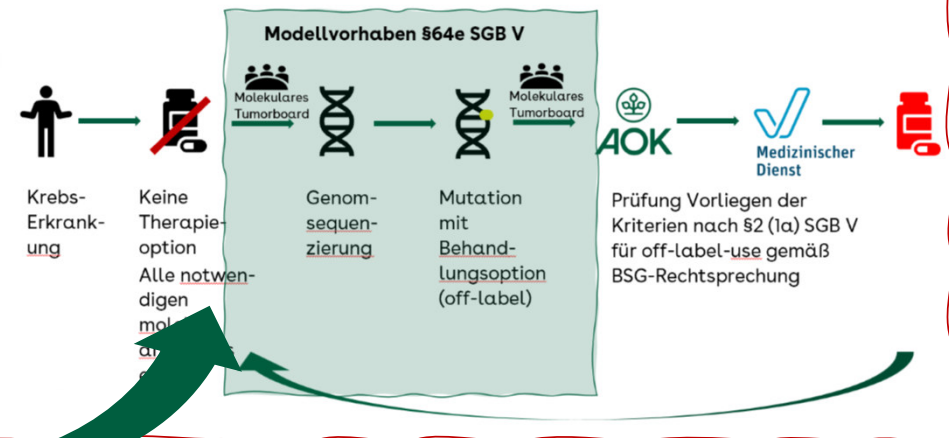 Modellvorhaben §64e SGB V
Molekulares
Tumorboard
Molekulares
Tumorboard
AOK
Medizinischer
Dienst
Krebs-
Erkrank-
ung
Keine
Therapie-
option
Alle notwen-
digen
Genom-
sequen-
zierung
Mutation
mit
Behand-
lungsoption
(off-label)
Prüfung Vorliegen der
Kriterien nach §2 (1a) SGB V
für off-label-use gemäß
BSG-Rechtsprechung